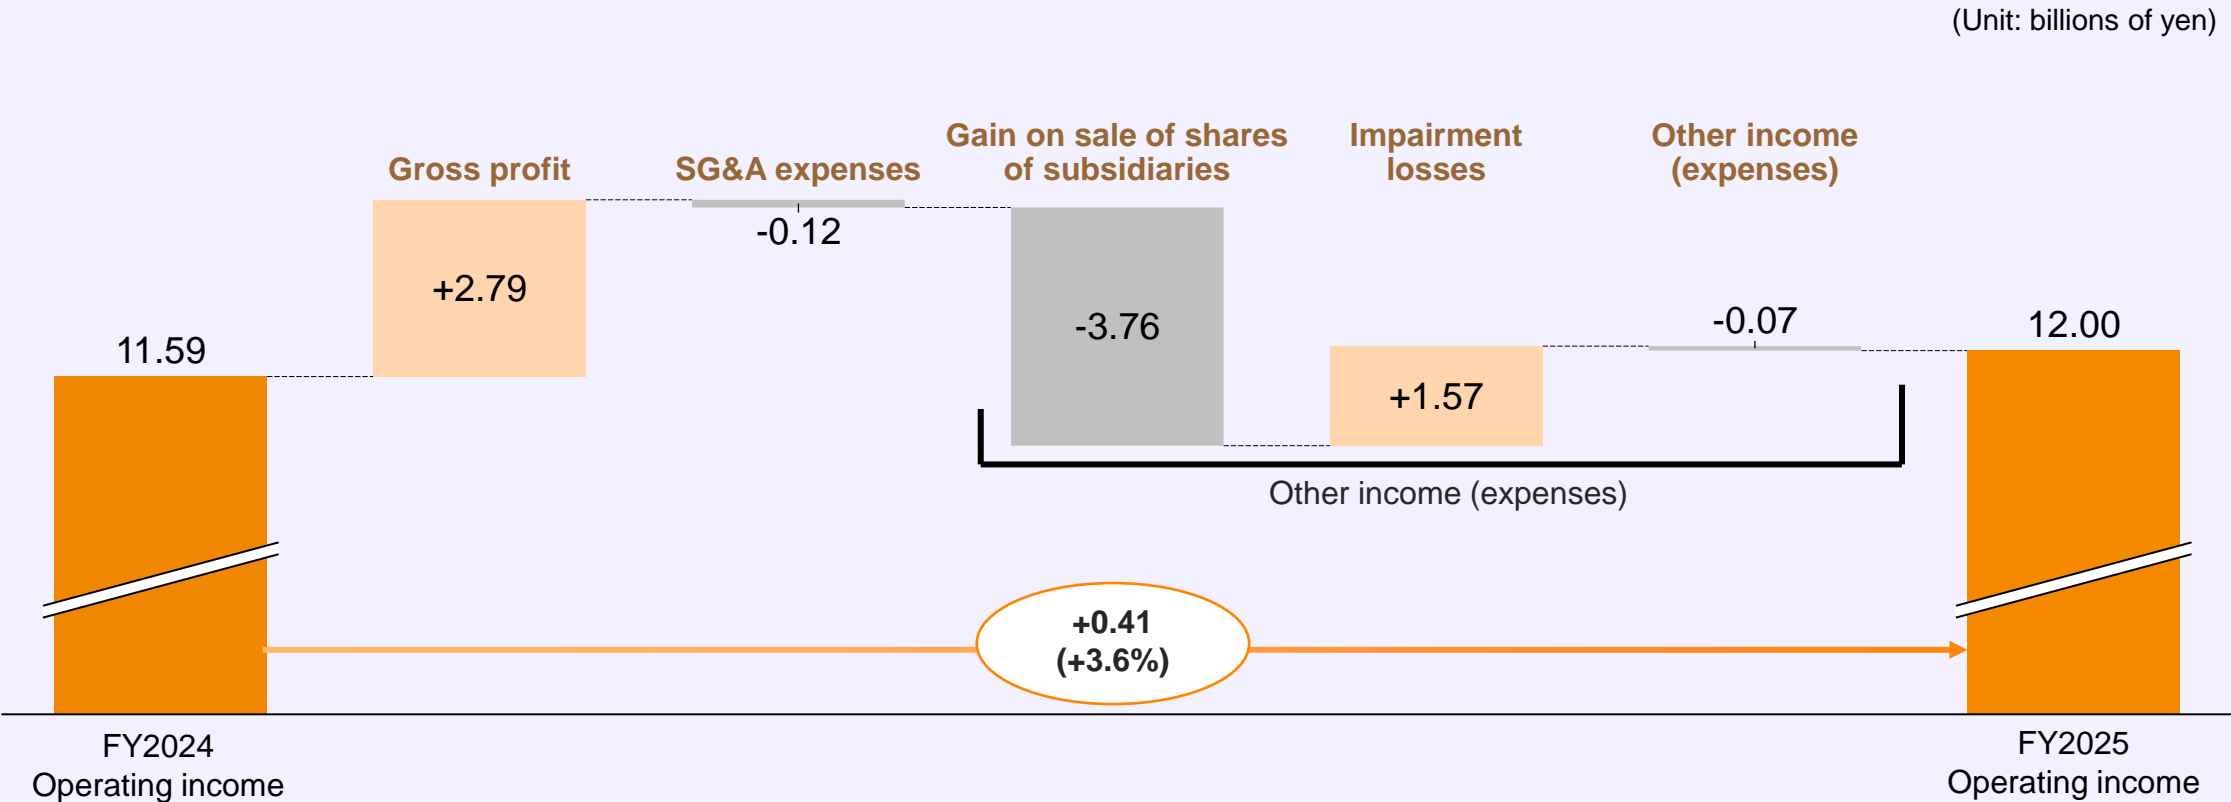 (Unit: billions of yen)
Gross profit
SG&A expenses
Gain on sale of shares
of subsidiaries
Impairment
losses
Other income
(expenses)
11.59
+2.79
-0.12
-3.76
+1.57
-0.07
12.00
Other income (expenses)
+0.41
(+3.6%)
FY2024
Operating income
FY2025
Operating income